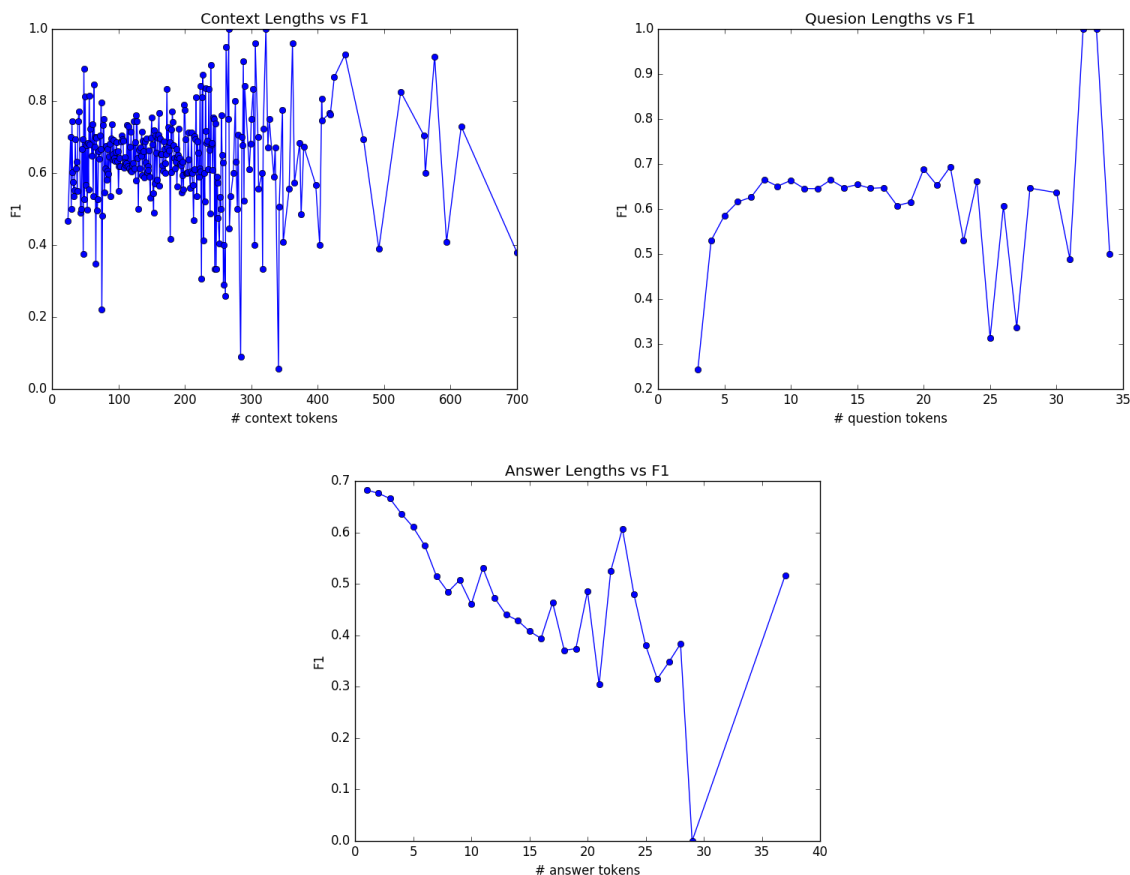 Context Lengths vs F1
1.0
0.8
0.6
0.4
0.2
0.0
F1
0 100 200 300 400 500 600 700
# context tokens
Quesion Lengths vs F1
1.0
0.9
0.8
0.7
0.6
0.5
0.4
0.3
0.2
F1
0 5 10 15 20 25 30 35
# question tokens
Answer Lengths vs F1
0.7
0.6
0.5
0.4
0.3
0.2
0.1
0.0
F1
0 5 10 15 20 25 30 35 40
# answer tokens